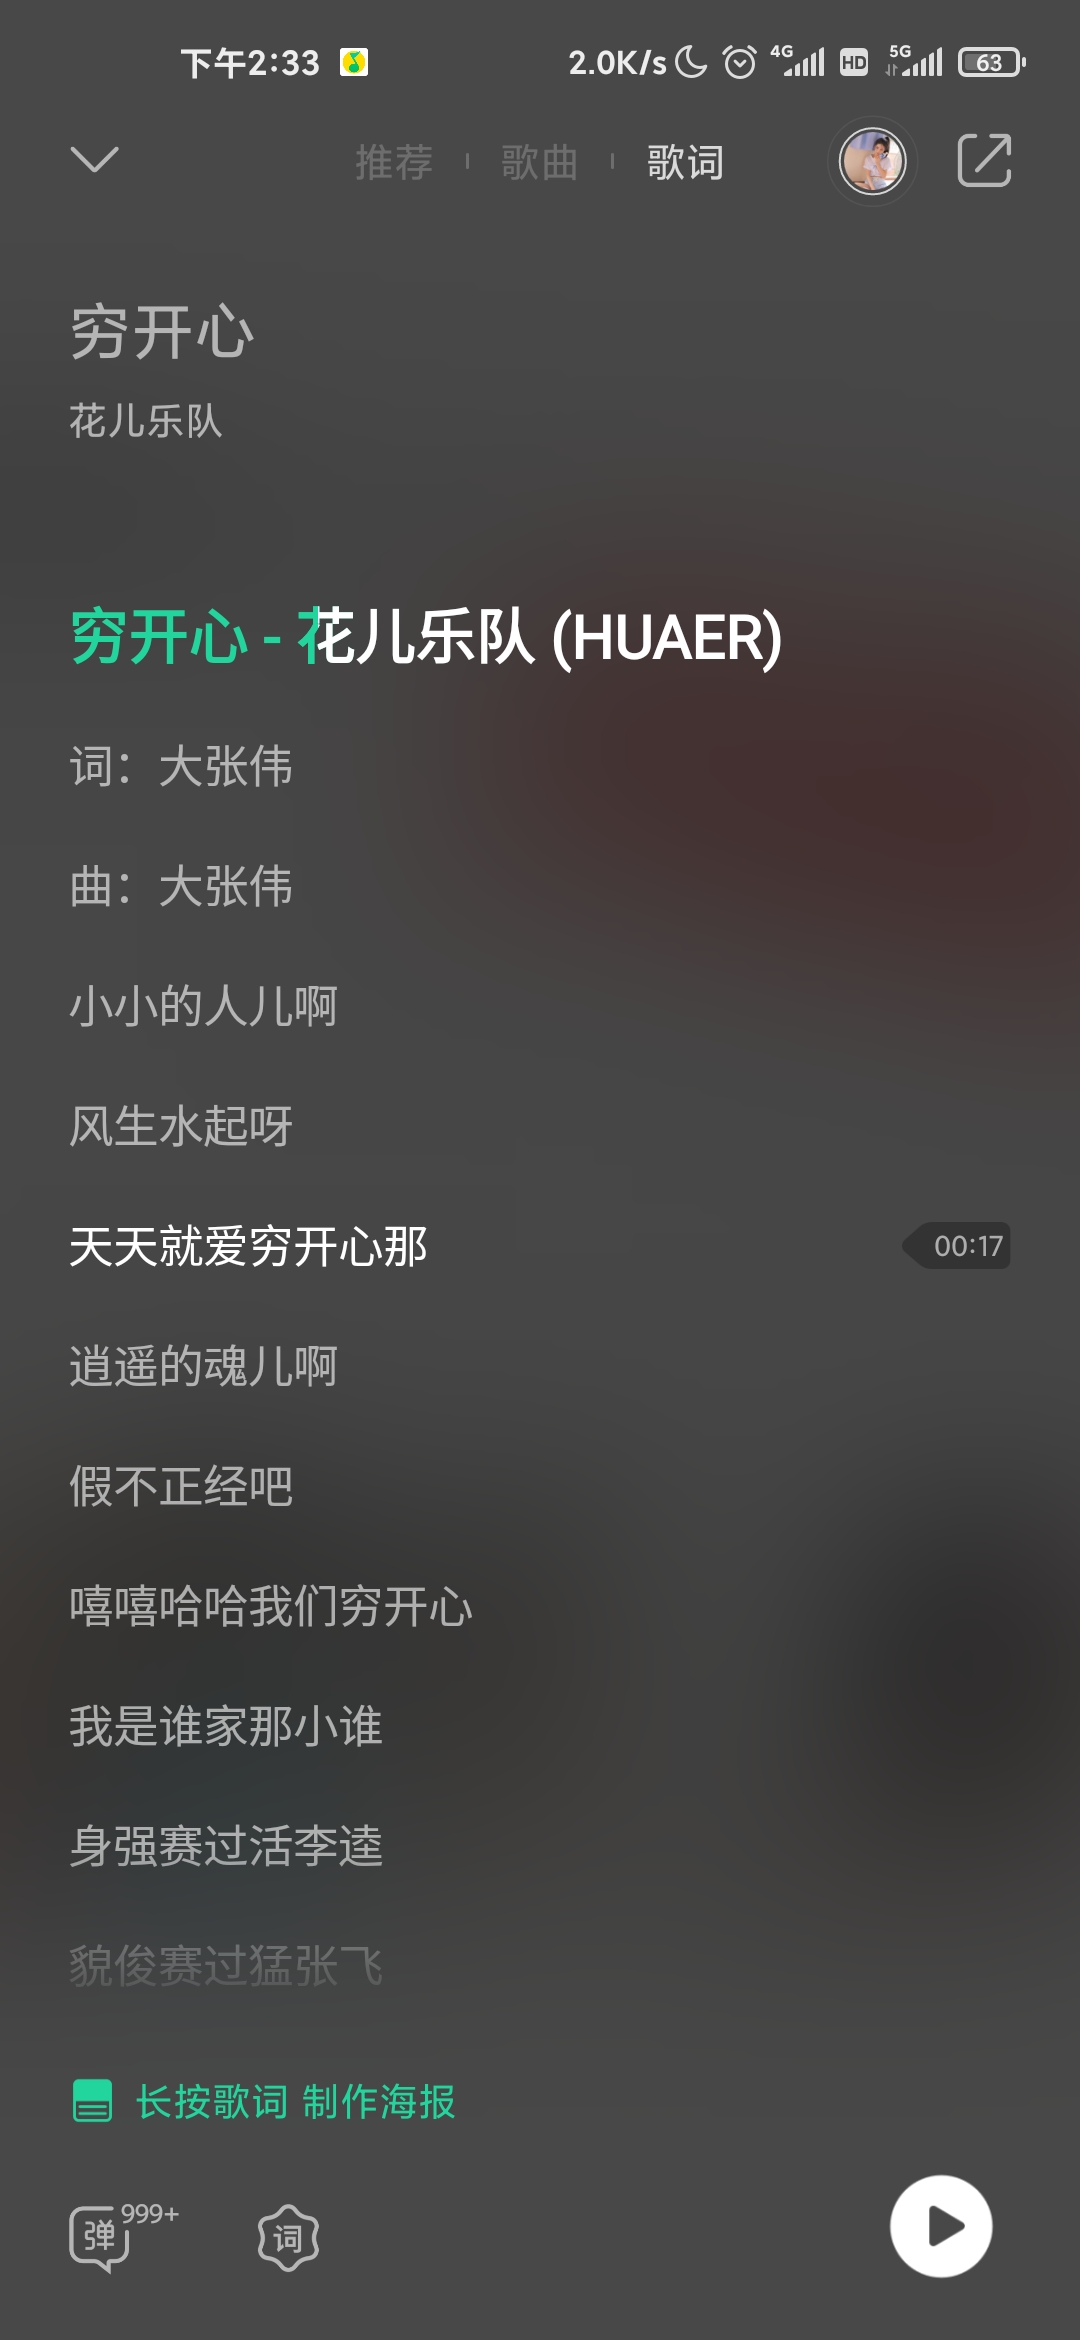 下午2:33 2.0K/s 4G HD 5G 63
推荐 歌曲 歌词
穷开心
花儿乐队
穷开心 - 花儿乐队 (HUAER)
词：大张伟
曲：大张伟
小小的人儿啊
风生水起呀
天天就爱穷开心那 00:17
逍遥的魂儿啊
假不正经吧
嘻嘻哈哈我们穷开心
我是谁家那小谁
身强赛过活李逵
貌俊赛过猛张飞
长按歌词 制作海报
弹 999+ 词